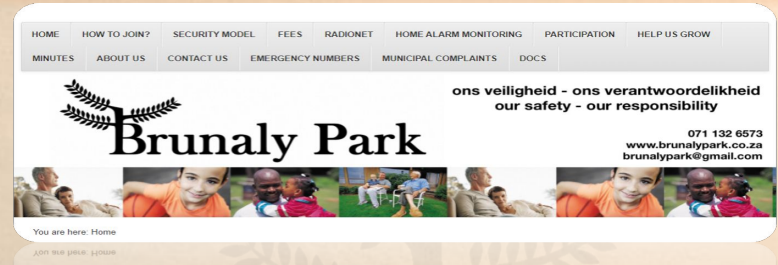 HOME HOW TO JOIN? SECURITY MODEL FEES RADIONET HOME ALARM MONITORING PARTICIPATION HELP US GROW
MINUTES ABOUT US CONTACT US EMERGENCY NUMBERS MUNICIPAL COMPLAINTS DOCS
ons veiligheid - ons verantwoordelikheid
our safety - our responsibility
Brunaly Park
071 132 6573
www.brunalypark.co.za
brunalypark@gmail.com
You are here: Home